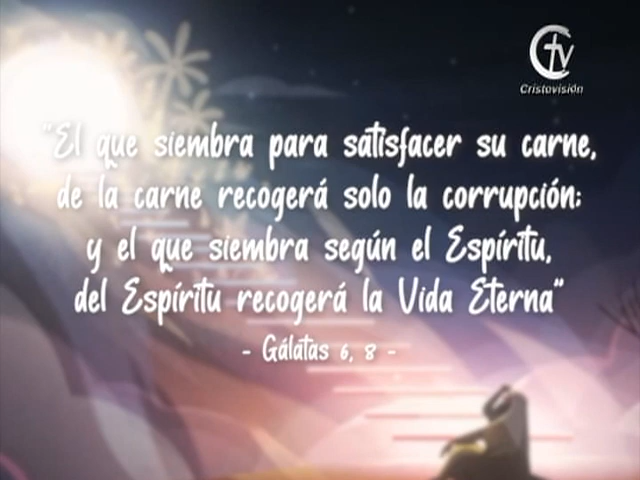 CTV
Cristovisión
"El que siembra para satisfacer su carne,
de la carne recogerá solo la corrupción;
y el que siembra según el Espíritu,
del Espíritu recogerá la Vida Eterna"
- Gálatas 6, 8 -